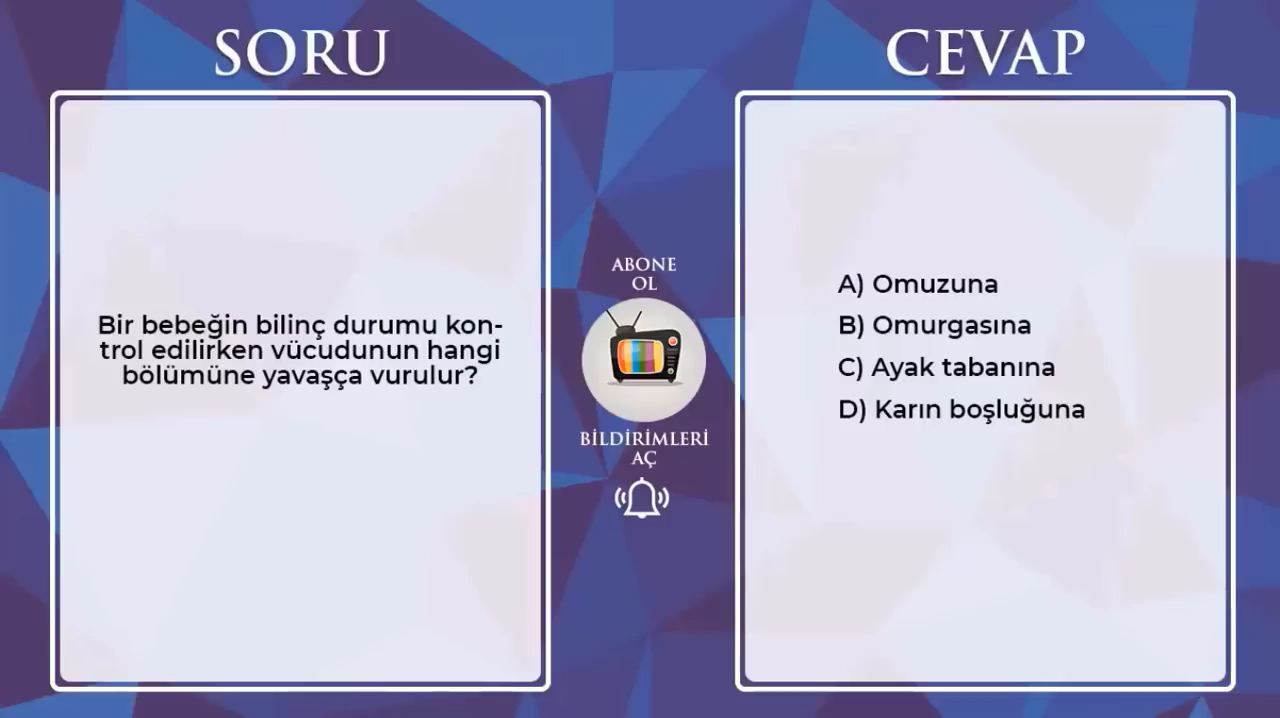 SORU
Bir bebeğin bilinç durumu kon-
trol edilirken vücudunun hangi
bölümüne yavaşça vurulur?
ABONE
OL
BİLDİRİMLERİ
AÇ
CEVAP
A) Omuzuna
B) Omurgasına
C) Ayak tabanına
D) Karın boşluğuna